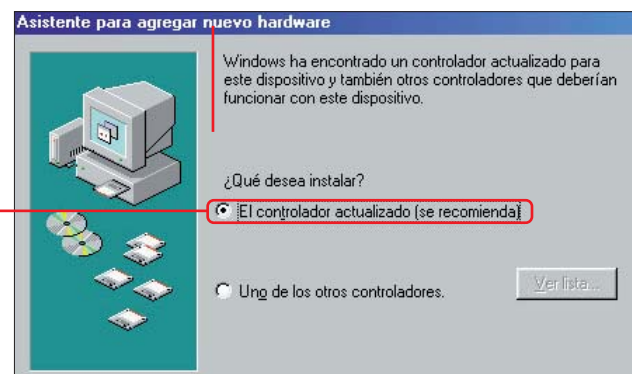 Asistente para agregar nuevo hardware
Windows ha encontrado un controlador actualizado para
este dispositivo y también otros controladores que deberían
funcionar con este dispositivo.
¿Qué desea instalar?
El controlador actualizado (se recomienda)
Uno de los otros controladores.
Ver lista...